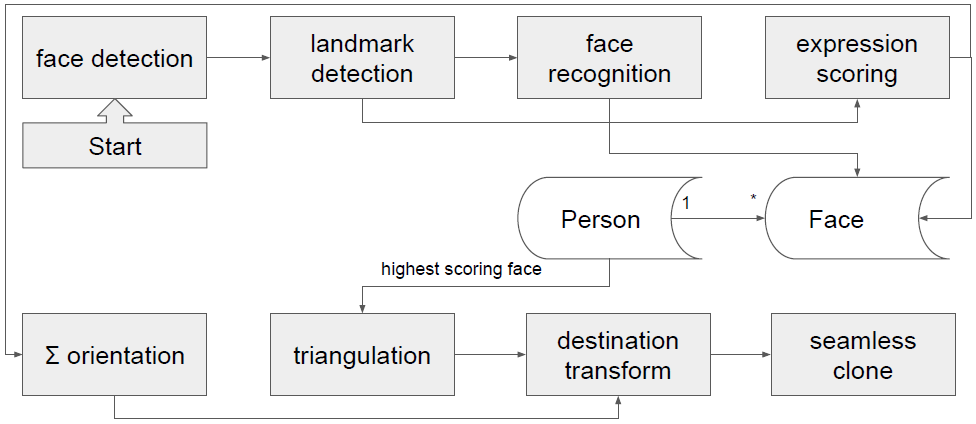 face detection
landmark
detection
face
recognition
expression
scoring
Start
Person
1
*
Face
highest scoring face
Σ orientation
triangulation
destination
transform
seamless
clone